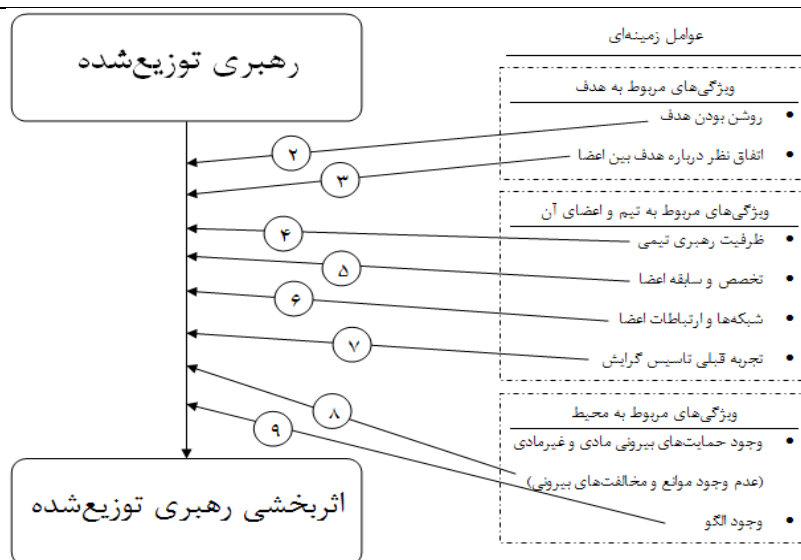 رهبری توزیع‌شده
عوامل زمینه‌ای
ویژگی‌های مربوط به هدف
• روشن بودن هدف
• اتفاق نظر درباره هدف بین اعضا
۲
۳
ویژگی‌های مربوط به تیم و اعضای آن
• ظرفیت رهبری تیمی
• تخصص و سابقه اعضا
• شبکه‌ها و ارتباطات اعضا
• تجربه قبلی تاسیس گرایش
۴
۵
۶
۷
ویژگی‌های مربوط به محیط
• وجود حمایت‌های بیرونی مادی و غیرمادی
(عدم وجود موانع و مخالفت‌های بیرونی)
• وجود الگو
۸
۹
اثربخشی رهبری توزیع‌شده